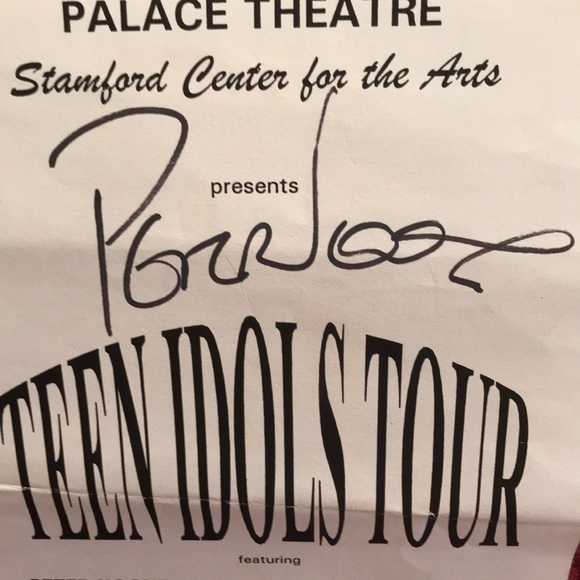 PALACE THEATRE
Stamford Center for the Arts
presents
TEEN IDOLS TOUR
featuring